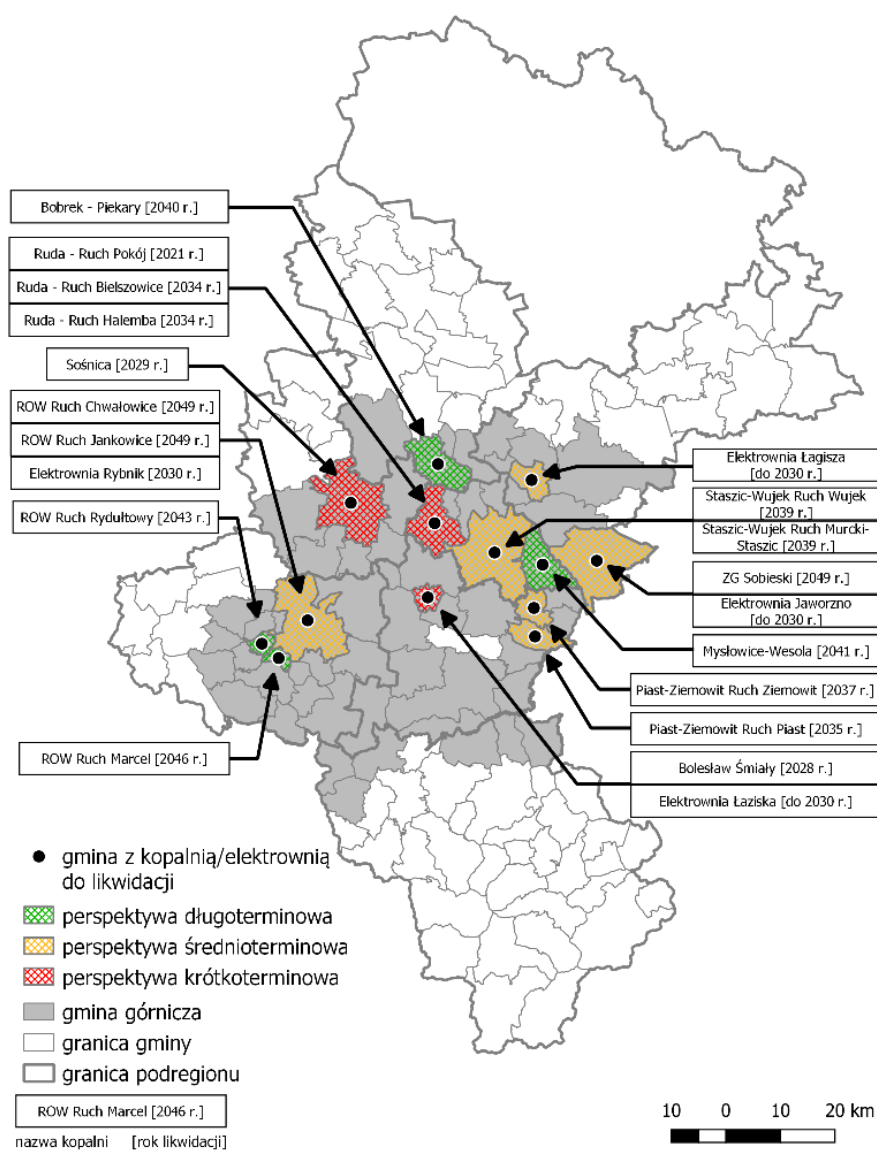 Bobrek - Piekary [2040 r.]
Ruda - Ruch Pokój [2021 r.]
Ruda - Ruch Bielszowice [2034 r.]
Ruda - Ruch Halemba [2034 r.]
Sośnica [2029 r.]
ROW Ruch Chwałowice [2049 r.]
ROW Ruch Jankowice [2049 r.]
Elektrownia Rybnik [2030 r.]
ROW Ruch Rydułtowy [2043 r.]
ROW Ruch Marcel [2046 r.]
Elektrownia Łagisza
[do 2030 r.]
Staszic-Wujek Ruch Wujek
[2039 r.]
Staszic-Wujek Ruch Murcki-
Staszic [2039 r.]
ZG Sobieski [2049 r.]
Elektrownia Jaworzno
[do 2030 r.]
Mysłowice-Wesoła [2041 r.]
Piast-Ziemowit Ruch Ziemowit [2037 r.]
Piast-Ziemowit Ruch Piast [2035 r.]
Bolesław Śmiały [2028 r.]
Elektrownia Łaziska [do 2030 r.]
gmina z kopalnią/elektrownią
do likwidacji
perspektywa długoterminowa
perspektywa średnioterminowa
perspektywa krótkoterminowa
gmina górnicza
granica gminy
granica podregionu
ROW Ruch Marcel [2046 r.]
nazwa kopalni [rok likwidacji]
10 0 10 20 km